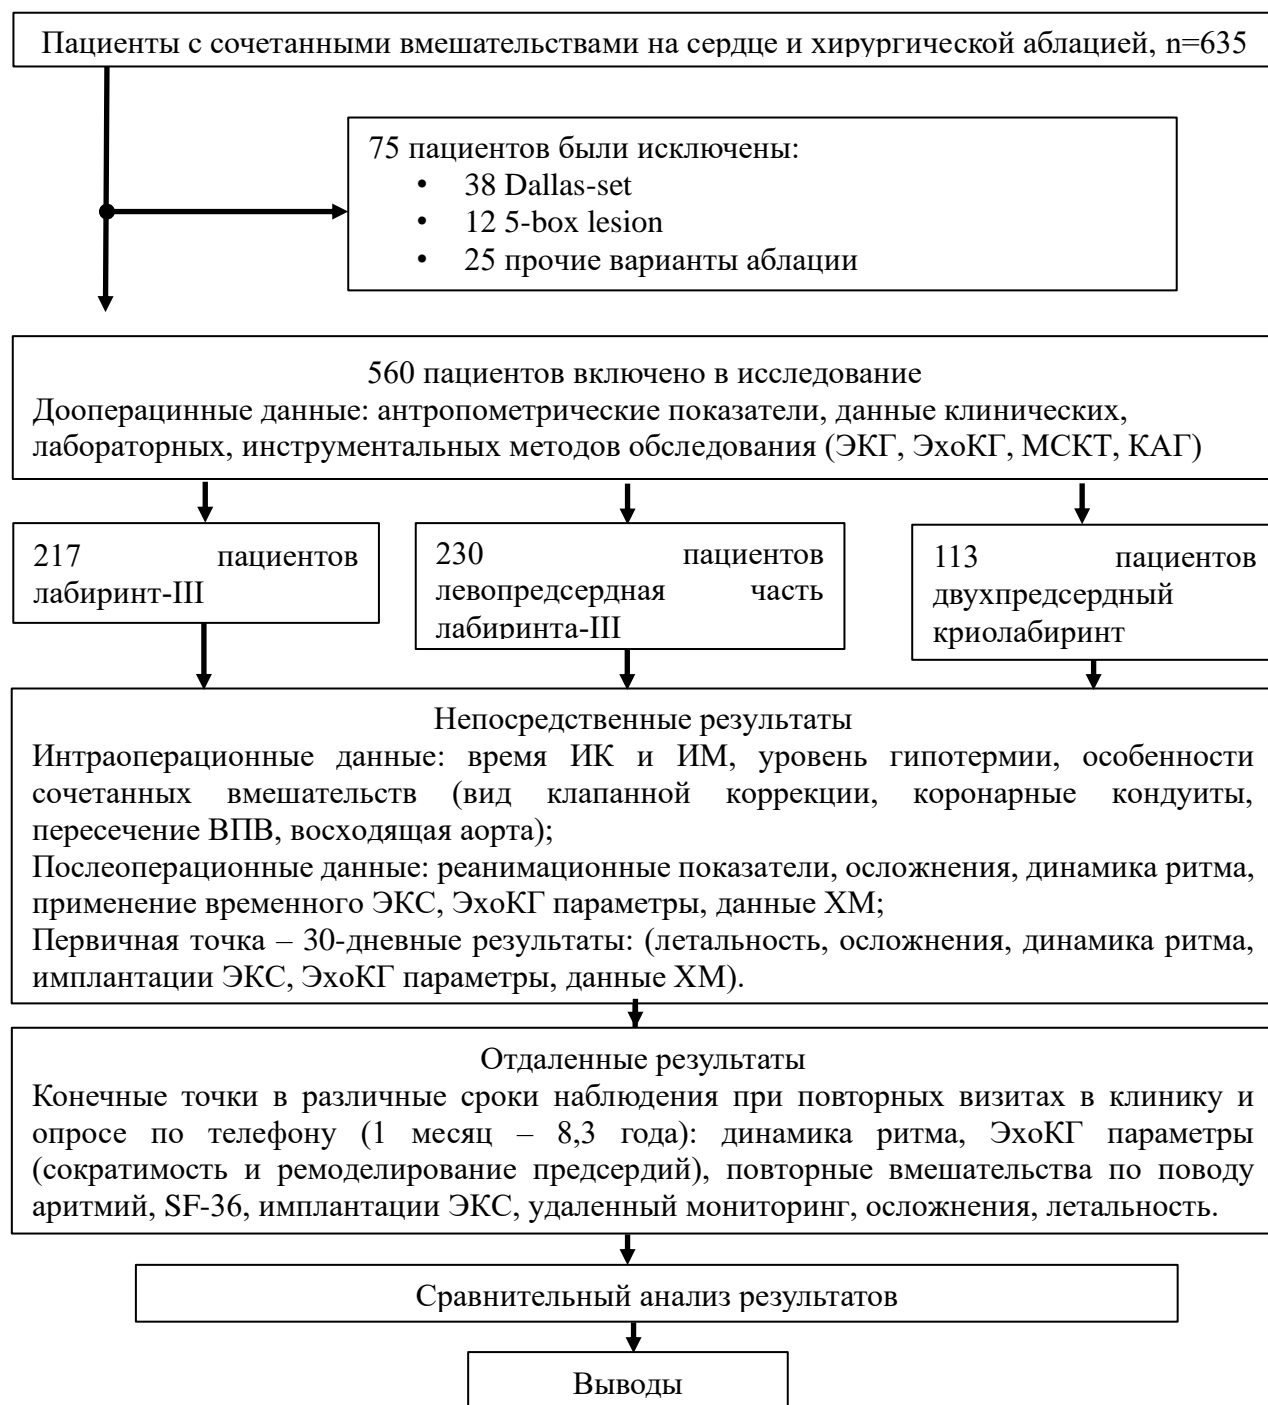 Пациенты с сочетанными вмешательствами на сердце и хирургической аблацией, n=635
75 пациентов были исключены:
• 38 Dallas-set
• 12 5-box lesion
• 25 прочие варианты аблации
560 пациентов включено в исследование
Дооперацинные данные: антропометрические показатели, данные клинических,
лабораторных, инструментальных методов обследования (ЭКГ, ЭхоКГ, МСКТ, КАГ)
217 пациентов
лабиринт-III
230 пациентов
левопредсердная часть
лабиринта-III
113 пациентов
двухпредсердный
криолабиринт
Непосредственные результаты
Интраоперационные данные: время ИК и ИМ, уровень гипотермии, особенности
сочетанных вмешательств (вид клапанной коррекции, коронарные кондуиты,
пересечение ВПВ, восходящая аорта);
Послеоперационные данные: реанимационные показатели, осложнения, динамика ритма,
применение временного ЭКС, ЭхоКГ параметры, данные ХМ;
Первичная точка – 30-дневные результаты: (летальность, осложнения, динамика ритма,
имплантации ЭКС, ЭхоКГ параметры, данные ХМ).
Отдаленные результаты
Конечные точки в различные сроки наблюдения при повторных визитах в клинику и
опросе по телефону (1 месяц – 8,3 года): динамика ритма, ЭхоКГ параметры
(сократимость и ремоделирование предсердий), повторные вмешательства по поводу
аритмий, SF-36, имплантации ЭКС, удаленный мониторинг, осложнения, летальность.
Сравнительный анализ результатов
Выводы